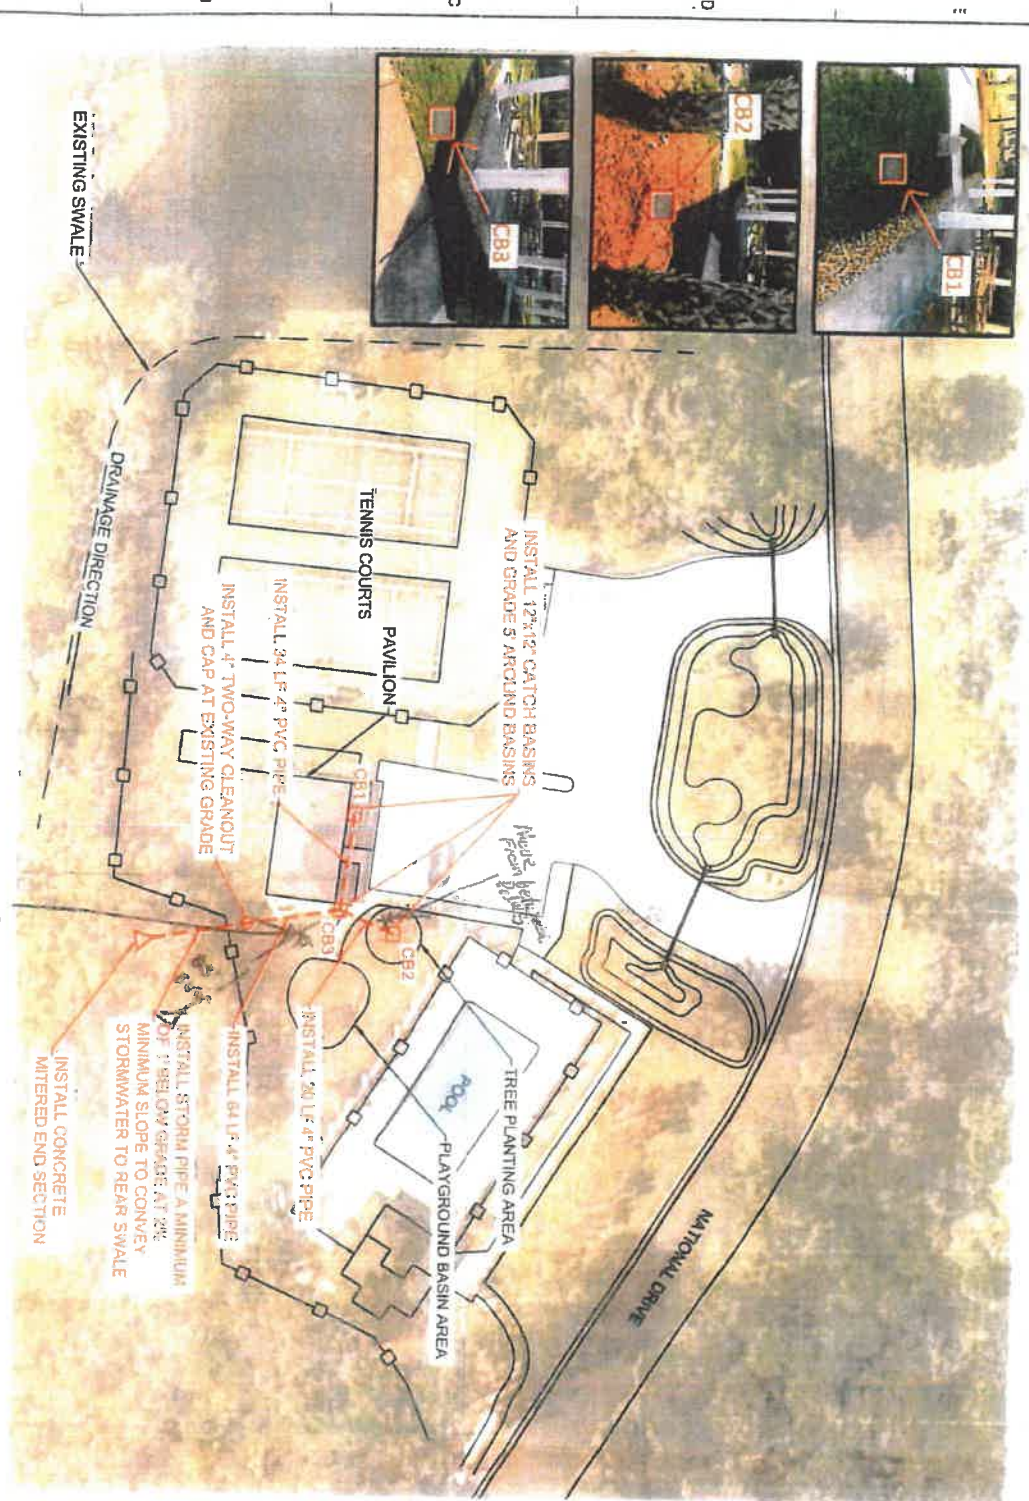 C
D
CB1
CB2
CB3
EXISTING SWALE
DRAINAGE DIRECTION
TENNIS COURTS
PAVILION
INSTALL 12"x12" CATCH BASINS
AND GRADE 5' AROUND BASINS
INSTALL 34 LF 4" PVC PIPE
INSTALL 4" TWO-WAY CLEANOUT
AND CAP AT EXISTING GRADE
CB1
CB2
CB3
From
POOL
TREE PLANTING AREA
PLAYGROUND BASIN AREA
NATIONAL DRIVE
INSTALL 20 LF 4" PVC PIPE
INSTALL 64 LF 4" PVC PIPE
INSTALL STORM PIPE A MINIMUM
OF 1" BELOW GRADE AT 2%
MINIMUM SLOPE TO CONVEY
STORMWATER TO REAR SWALE
INSTALL CONCRETE
MITERED END SECTION